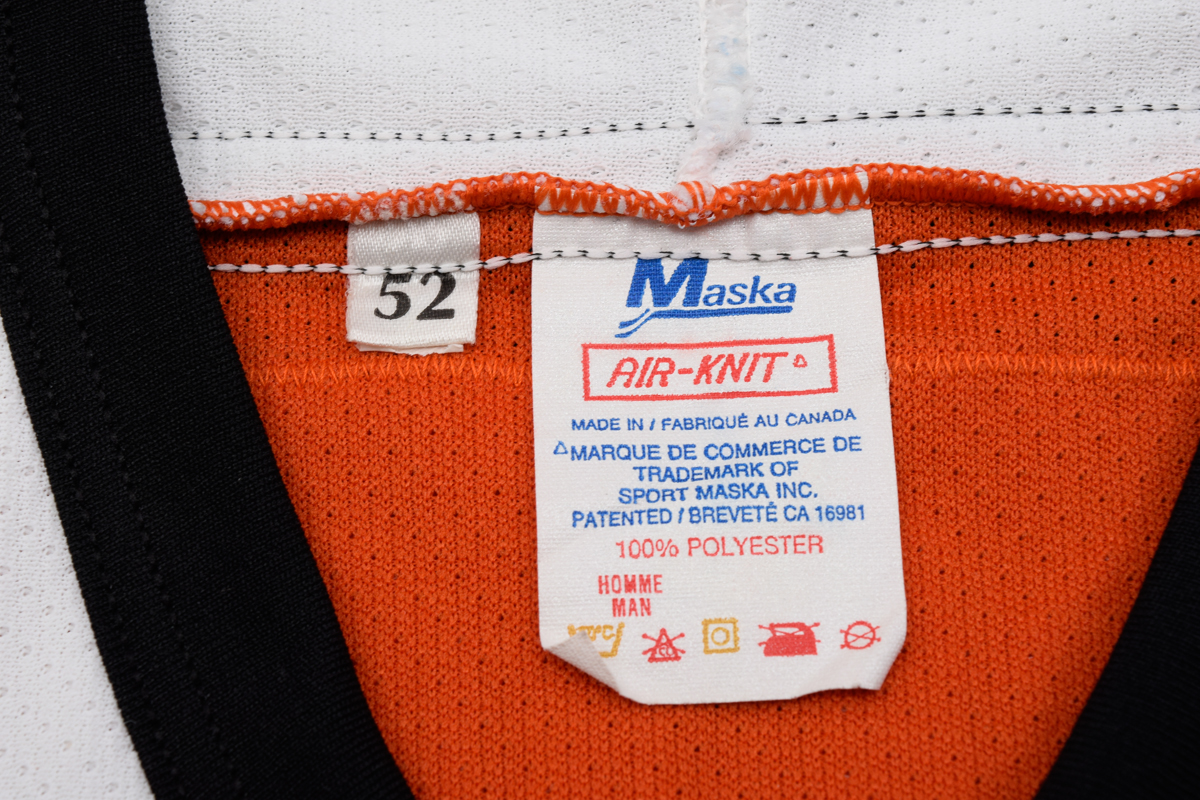 52
Maska
AIR-KNIT △
MADE IN / FABRIQUÉ AU CANADA
△MARQUE DE COMMERCE DE
TRADEMARK OF
SPORT MASKA INC.
PATENTED / BREVETÉ CA 16981
100% POLYESTER
HOMME
MAN